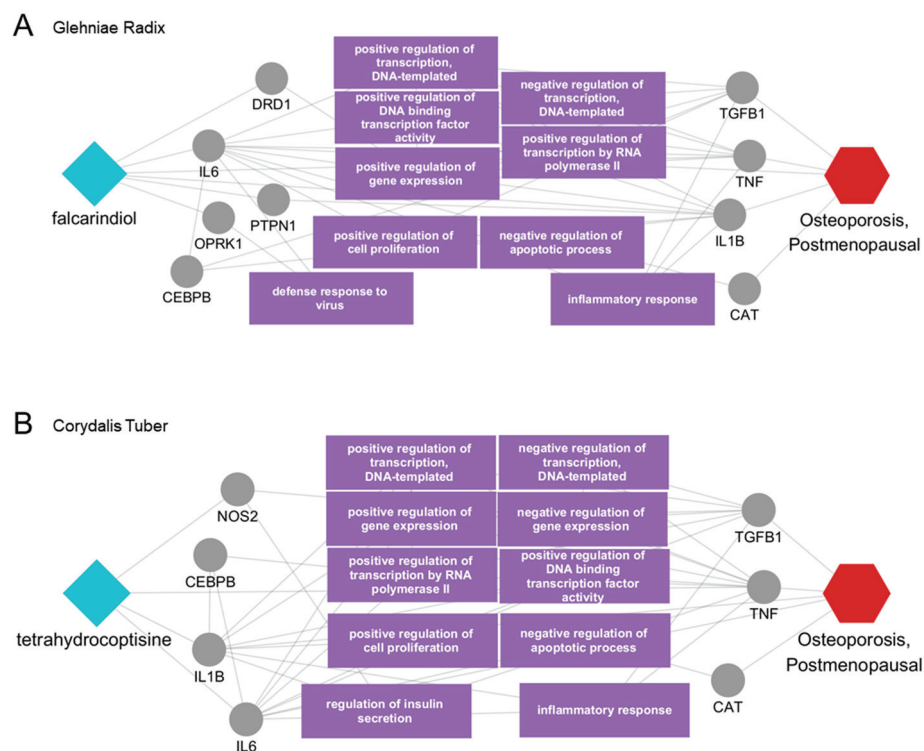 A Glehniae Radix
positive regulation of
transcription,
DNA-templated
DRD1
negative regulation of
transcription,
DNA-templated
TGFB1
positive regulation
of DNA binding
transcription factor
activity
positive regulation of
transcription by RNA
polymerase II
IL6
positive regulation of
gene expression
TNF
falcarindiol
PTPN1
OPRK1
IL1B
Osteoporosis,
Postmenopausal
positive regulation of
cell proliferation
negative regulation of
apoptotic process
CEBPB
defense response to
virus
inflammatory response
CAT
B Corydalis Tuber
positive regulation of
transcription,
DNA-templated
negative regulation of
transcription,
DNA-templated
NOS2
positive regulation of
gene expression
negative regulation of
gene expression
TGFB1
CEBPB
positive regulation of
transcription by RNA
polymerase II
positive regulation of
DNA binding
transcription factor
activity
TNF
tetrahydrocoptisine
Osteoporosis,
Postmenopausal
IL1B
positive regulation of
cell proliferation
negative regulation of
apoptotic process
CAT
regulation of insulin
secretion
inflammatory response
IL6